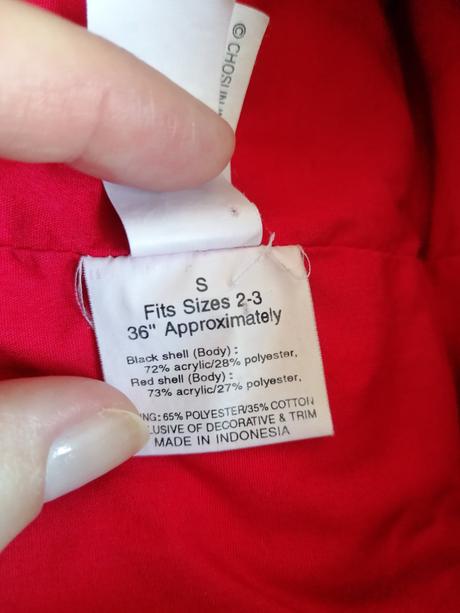 © CHOSUN
S
Fits Sizes 2-3
36" Approximately
Black shell (Body) :
72% acrylic/28% polyester,
Red shell (Body) :
73% acrylic/27% polyester,
65% POLYESTER/35% COTTON
OF DECORATIVE & TRIM
MADE IN INDONESIA